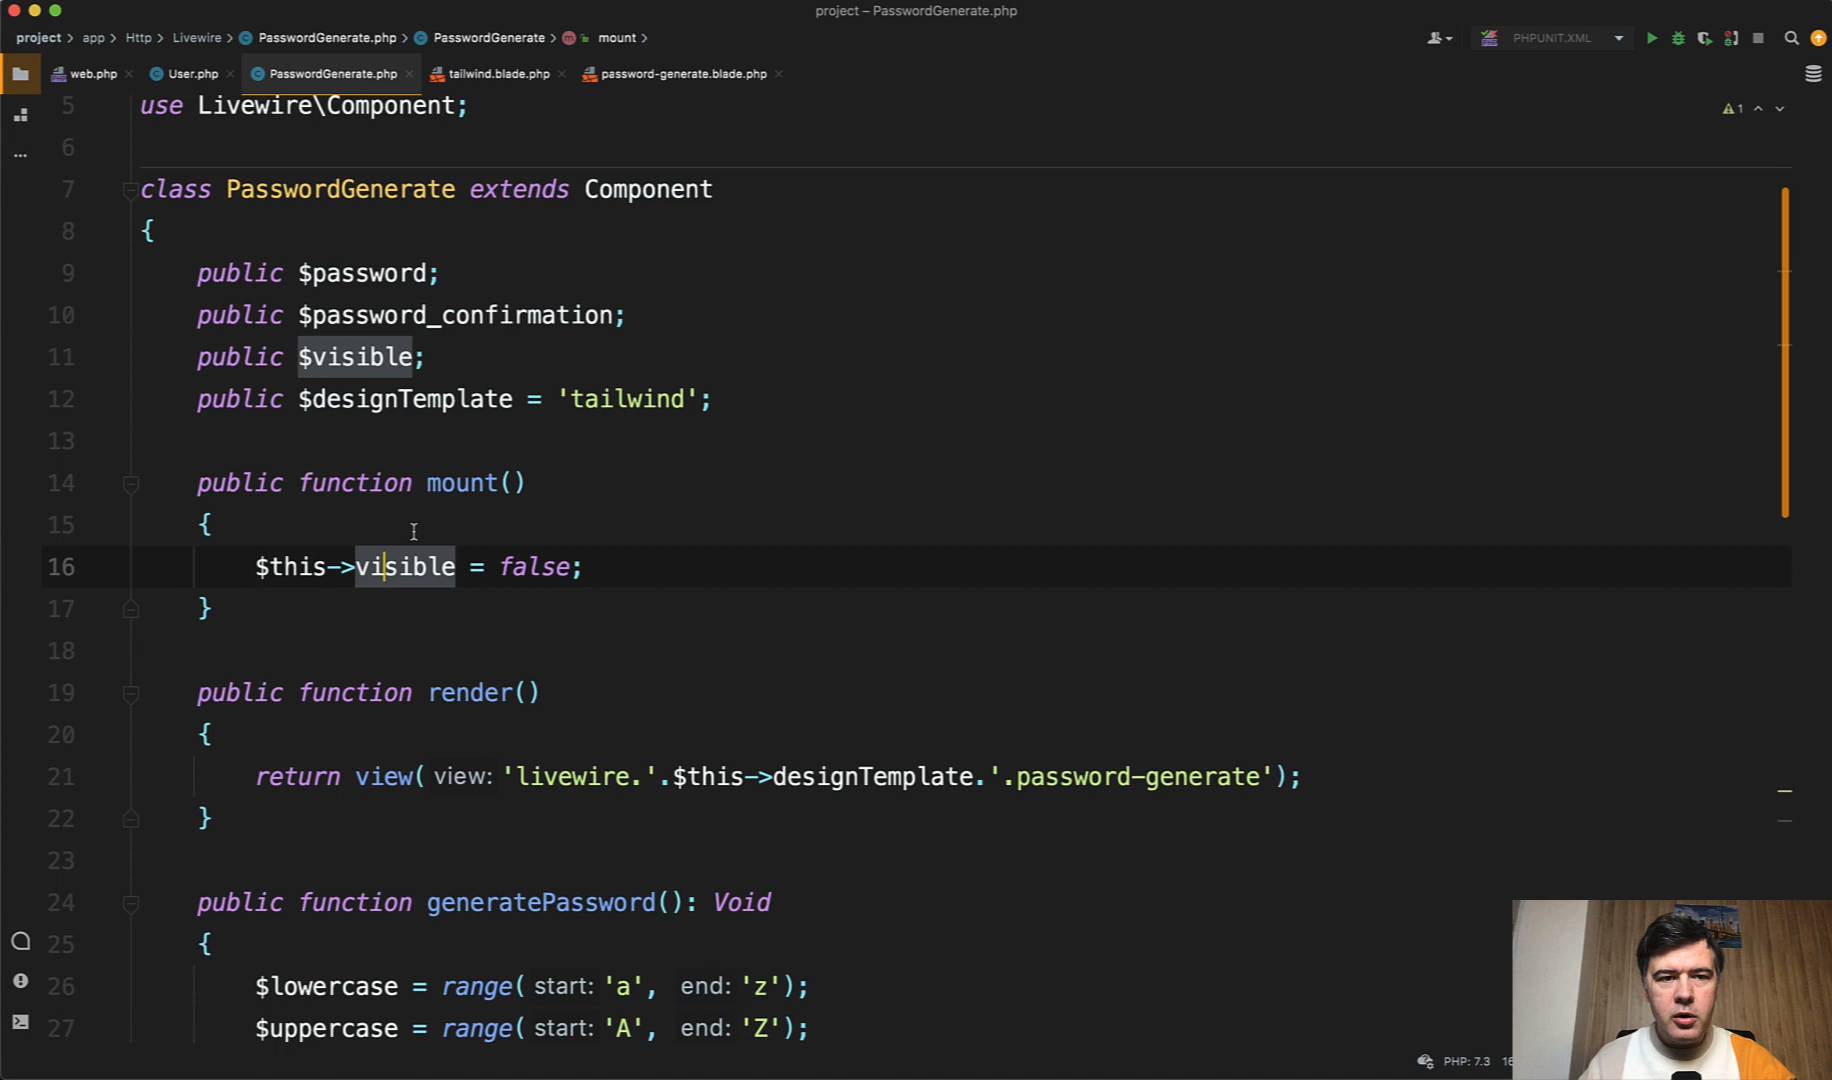 project – PasswordGenerate.php
project > app > Http > Livewire > PasswordGenerate.php > PasswordGenerate > m mount >
PHPUNIT.XML
web.php × User.php × PasswordGenerate.php × tailwind.blade.php × password-generate.blade.php ×
5 use Livewire\Component;
1
6
7 class PasswordGenerate extends Component
8 {
9 public $password;
10 public $password_confirmation;
11 public $visible;
12 public $designTemplate = 'tailwind';
13
14 public function mount()
15 {
16 $this->visible = false;
17 }
18
19 public function render()
20 {
21 return view( view: 'livewire.'.$this->designTemplate.'.password-generate');
22 }
23
24 public function generatePassword(): Void
25 {
26 $lowercase = range( start: 'a', end: 'z');
27 $uppercase = range( start: 'A', end: 'Z');
PHP: 7.3